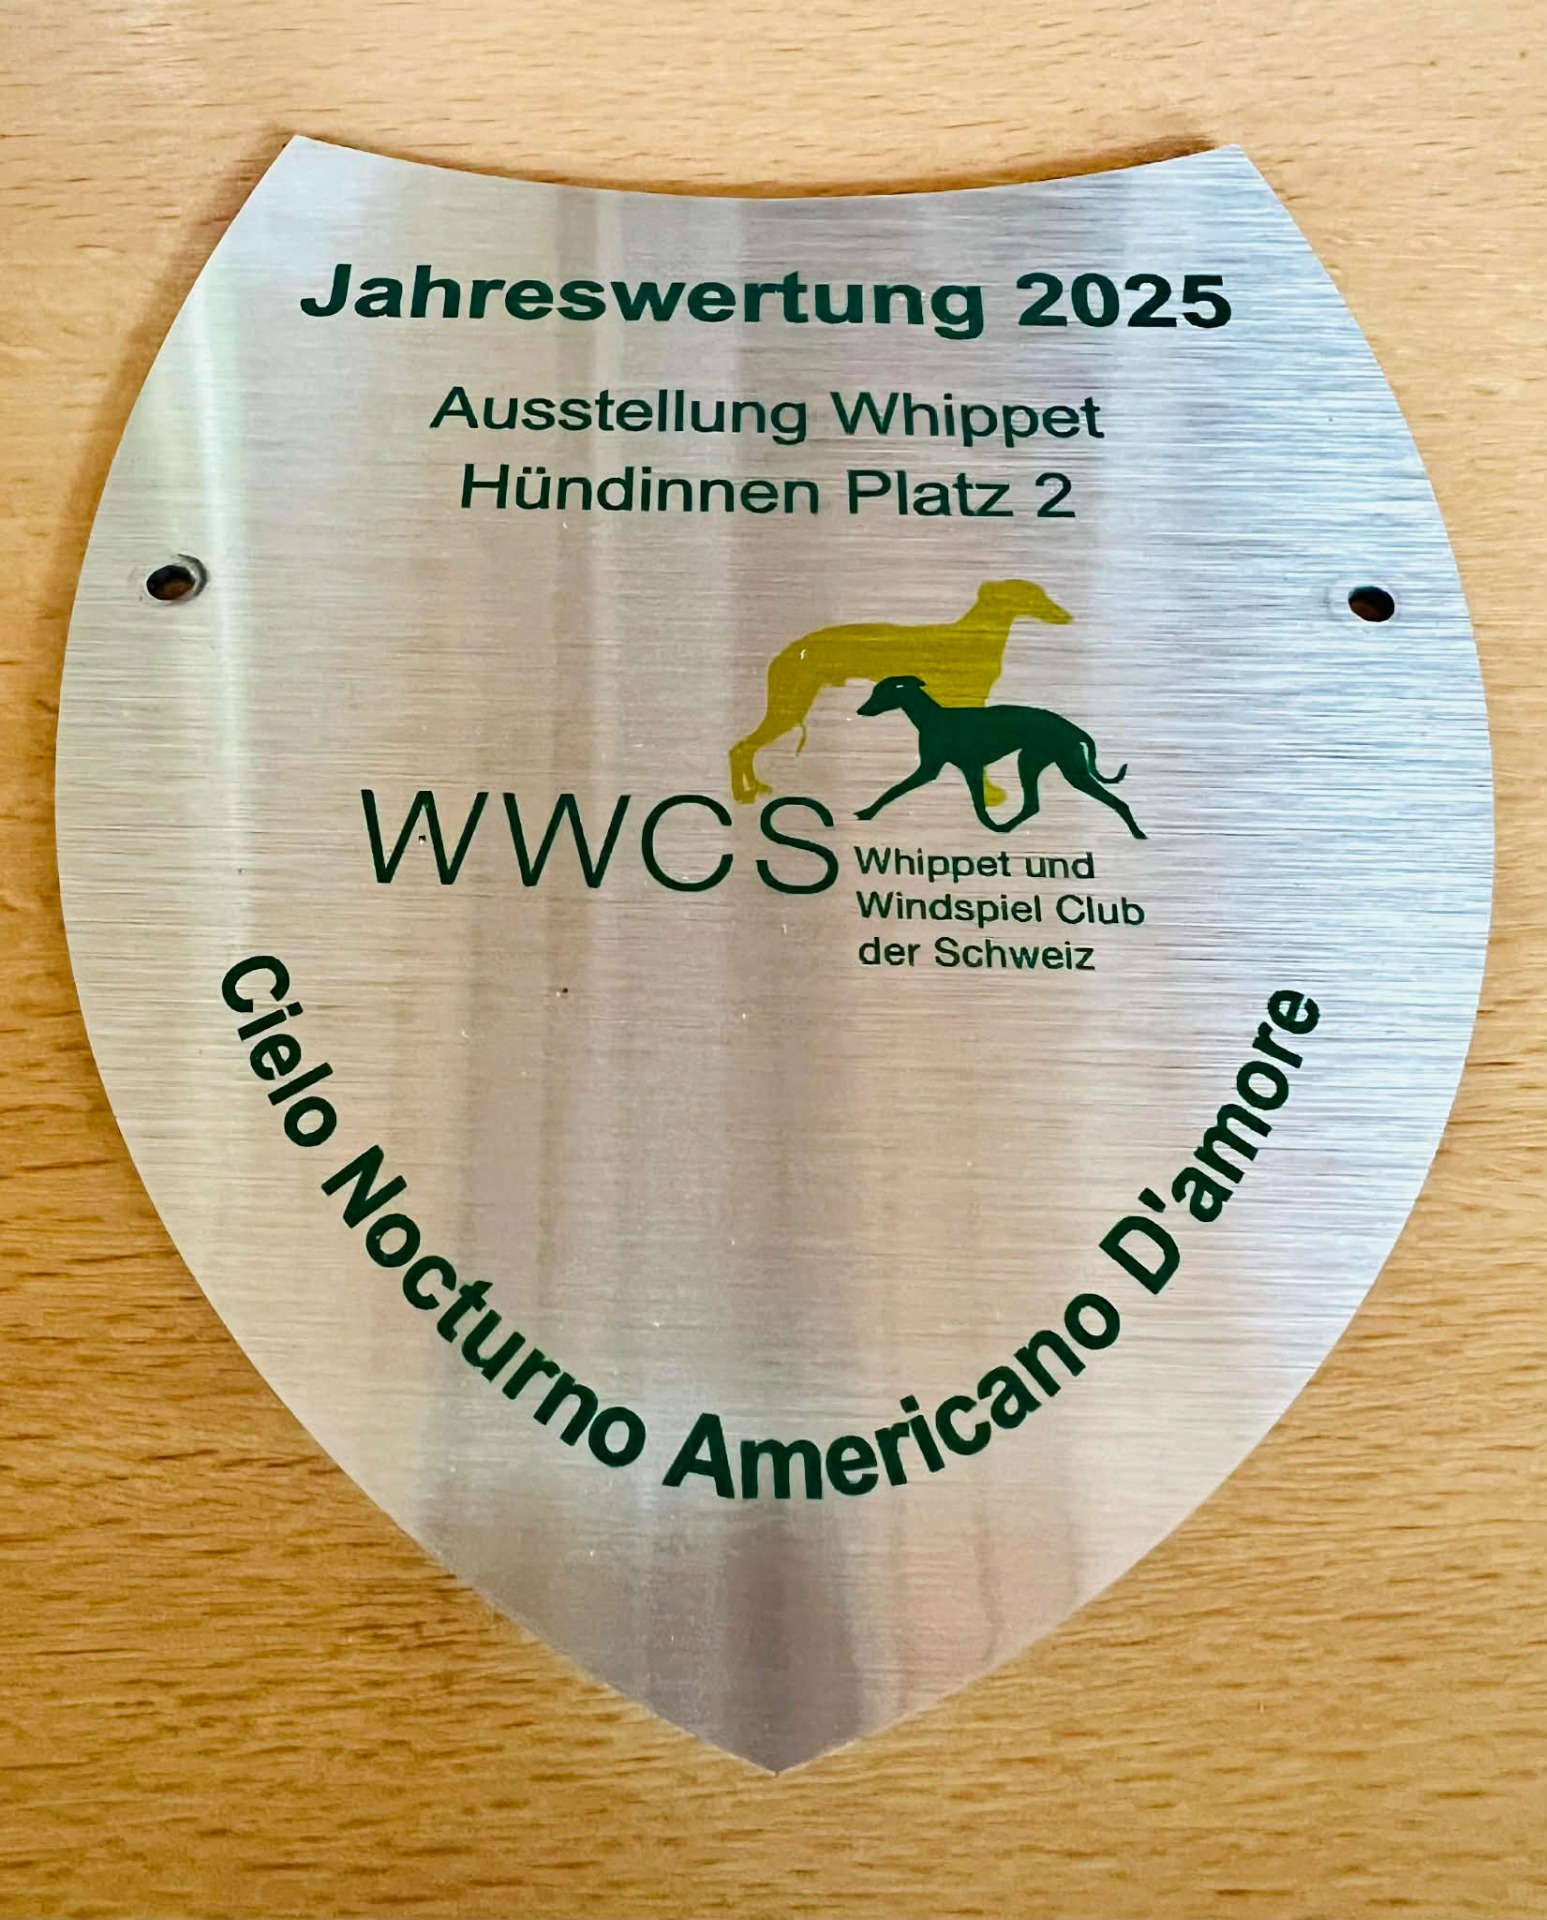 Jahreswertung 2025
Ausstellung Whippet
Hündinnen Platz 2
WWCS
Whippet und
Windspiel Club
der Schweiz
Cielo Nocturno Americano D'amore